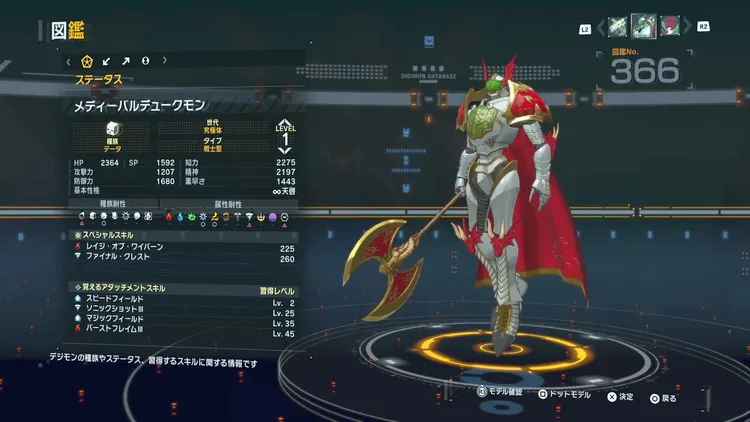 図鑑
L2
R2
図鑑No.
366
ステータス
DIGIMON DATABASE
メディーバルデュークモン
種族
データ
世代
究極体
タイプ
戦士型
LEVEL
1
HP 2364 SP 1592 知力 2275
攻撃力 1207 精神 2197
防御力 1680 素早さ 1443
基本性格 ∞天啓
種族耐性 属性耐性
スペシャルスキル
レイジ・オブ・ワイバーン 225
ファイナル・クレスト 260
覚えるアタッチメントスキル 習得レベル
スピードフィールド Lv. 2
ソニックショットⅢ Lv. 25
マジックフィールド Lv. 35
バーストフレイムⅢ Lv. 45
デジモンの種族やステータス、習得するスキルに関する情報です
R3 モデル確認 ドットモデル 決定 戻る